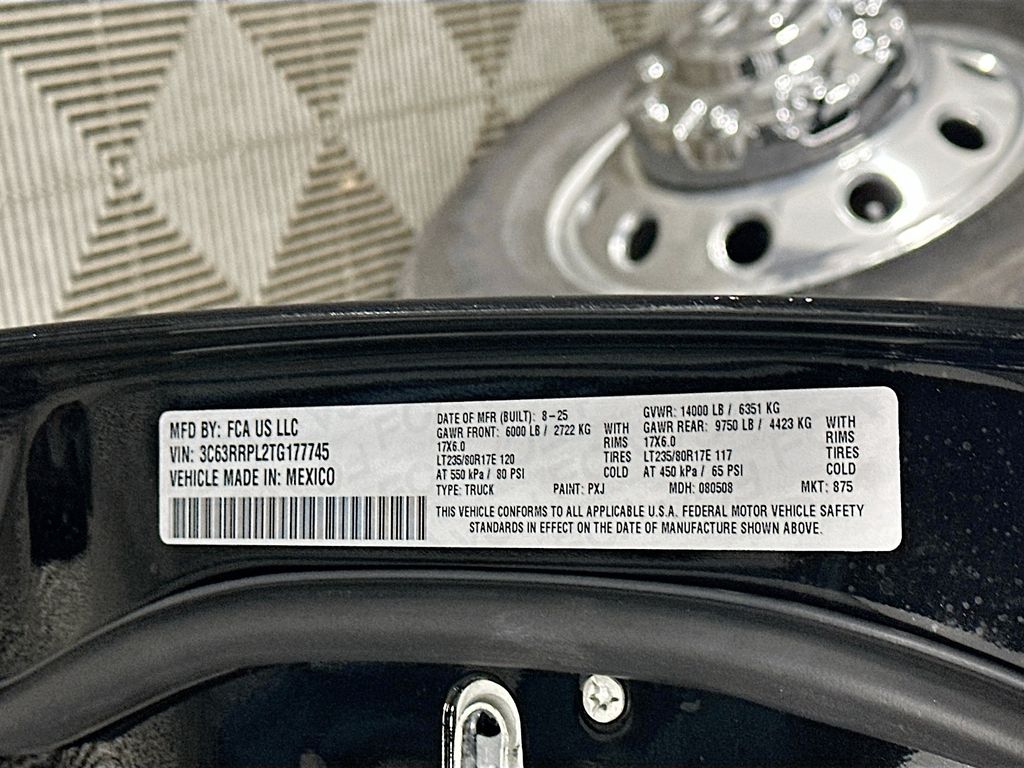 MFD BY: FCA US LLC
VIN: 3C63RRPL2TG177745
VEHICLE MADE IN: MEXICO
DATE OF MFR (BUILT): 8-25
GAWR FRONT: 6000 LB / 2722 KG WITH
17X6.0 RIMS
LT235/80R17E 120 TIRES
AT 550 kPa / 80 PSI COLD
GVWR: 14000 LB / 6351 KG
GAWR REAR: 9750 LB / 4423 KG WITH
17X6.0 RIMS
LT235/80R17E 117 TIRES
AT 450 kPa / 65 PSI COLD
TYPE: TRUCK PAINT: PXJ MDH: 080508 MKT: 875
THIS VEHICLE CONFORMS TO ALL APPLICABLE U.S.A. FEDERAL MOTOR VEHICLE SAFETY
STANDARDS IN EFFECT ON THE DATE OF MANUFACTURE SHOWN ABOVE.